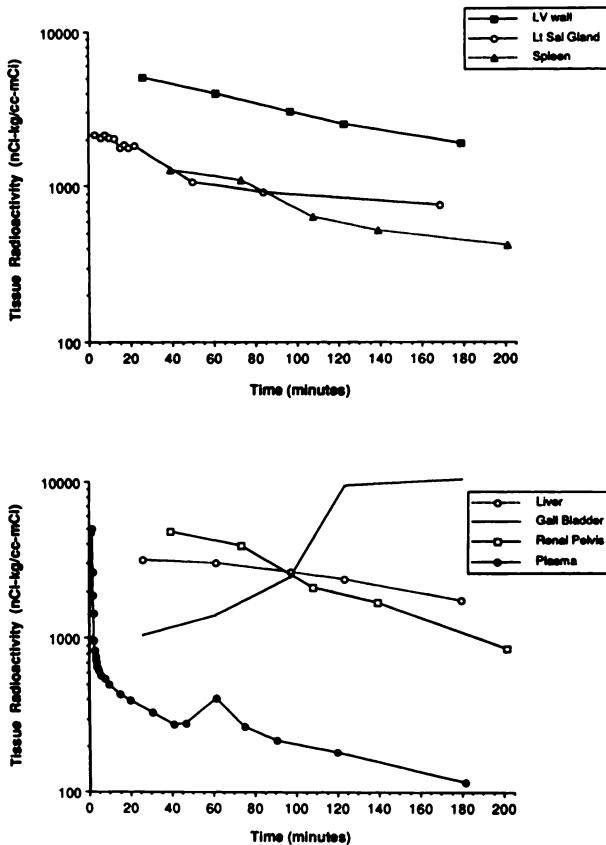 LV wall
Lt Sal Gland
Spleen
Tissue Radioactivity (nCi-kg/cc-mCi)
10000
1000
100
0 20 40 60 80 100 120 140 160 180 200
Time (minutes)
Liver
Gall Bladder
Renal Pelvis
Plasma
Tissue Radioactivity (nCi-kg/cc-mCi)
10000
1000
100
0 20 40 60 80 100 120 140 160 180 200
Time (minutes)